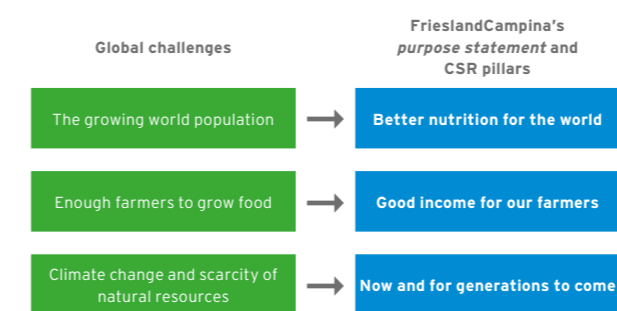 Global challenges
FrieslandCampina's
purpose statement and
CSR pillars
The growing world population
Better nutrition for the world
Enough farmers to grow food
Good income for our farmers
Climate change and scarcity of
natural resources
Now and for generations to come